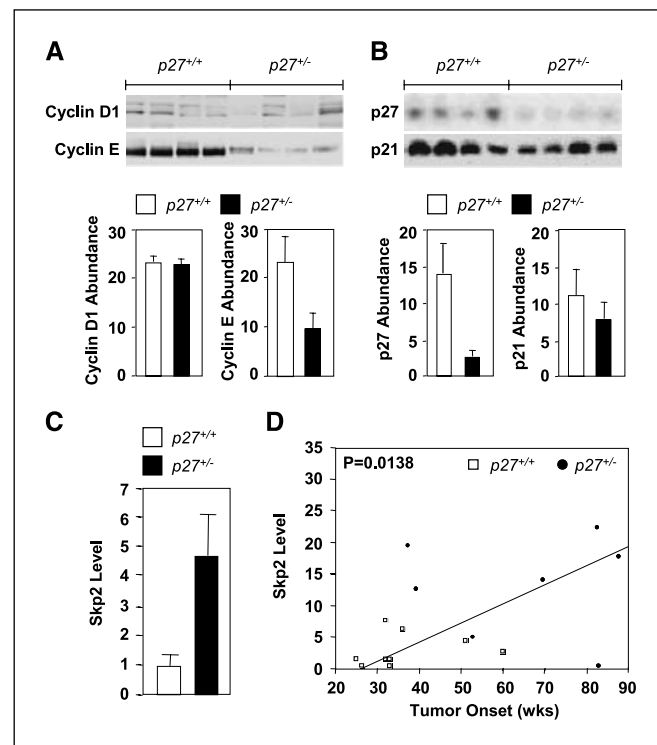 A
p27+/+ p27+/-
Cyclin D1
Cyclin E
p27+/+ p27+/-
Cyclin D1 Abundance
30
20
10
0
Cyclin E Abundance
30
20
10
0
B
p27+/+ p27+/-
p27
p21
p27+/+ p27+/-
p27 Abundance
20
15
10
5
0
p21 Abundance
20
15
10
5
0
C
p27+/+
p27+/-
Skp2 Level
7
6
5
4
3
2
1
0
D
P=0.0138
p27+/+ p27+/-
Skp2 Level
35
30
25
20
15
10
5
0
20 30 40 50 60 70 80 90
Tumor Onset (wks)